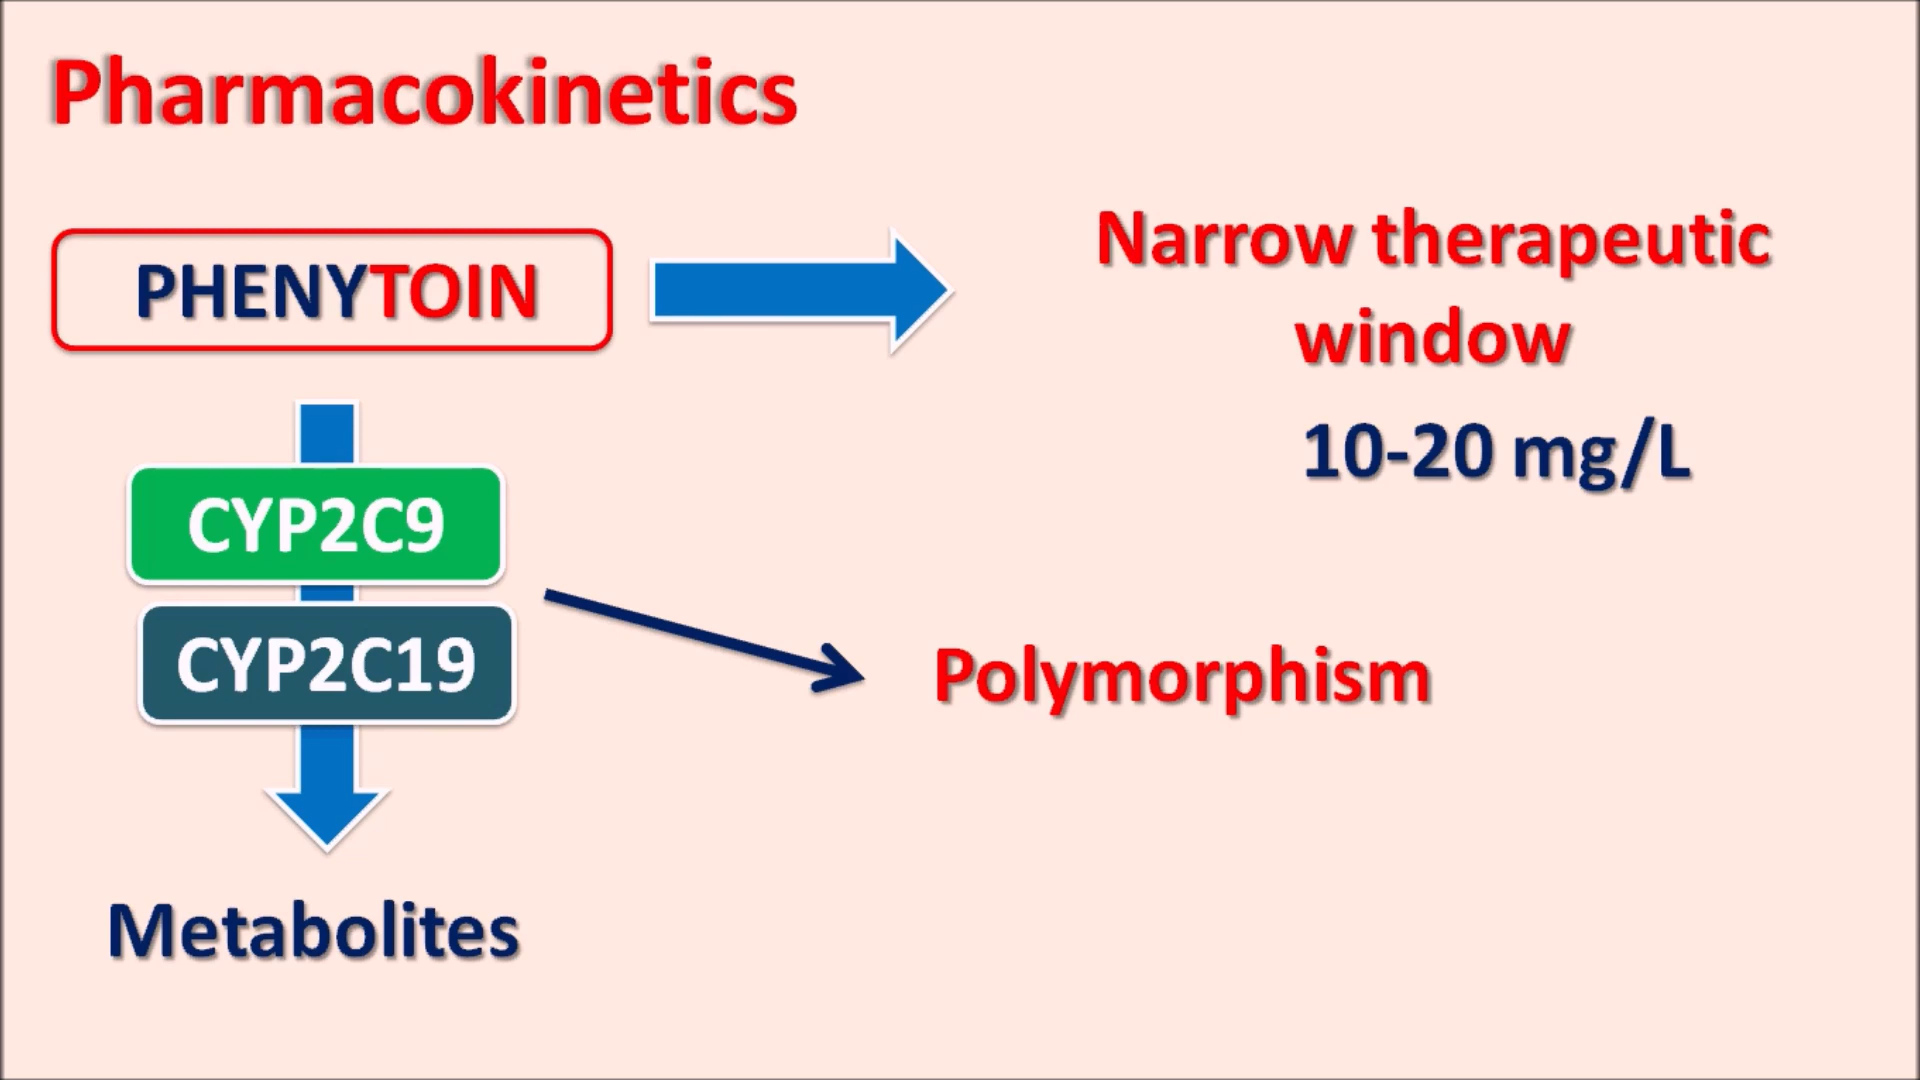 Pharmacokinetics
PHENYTOIN
Narrow therapeutic
window
10-20 mg/L
CYP2C9
CYP2C19
Polymorphism
Metabolites